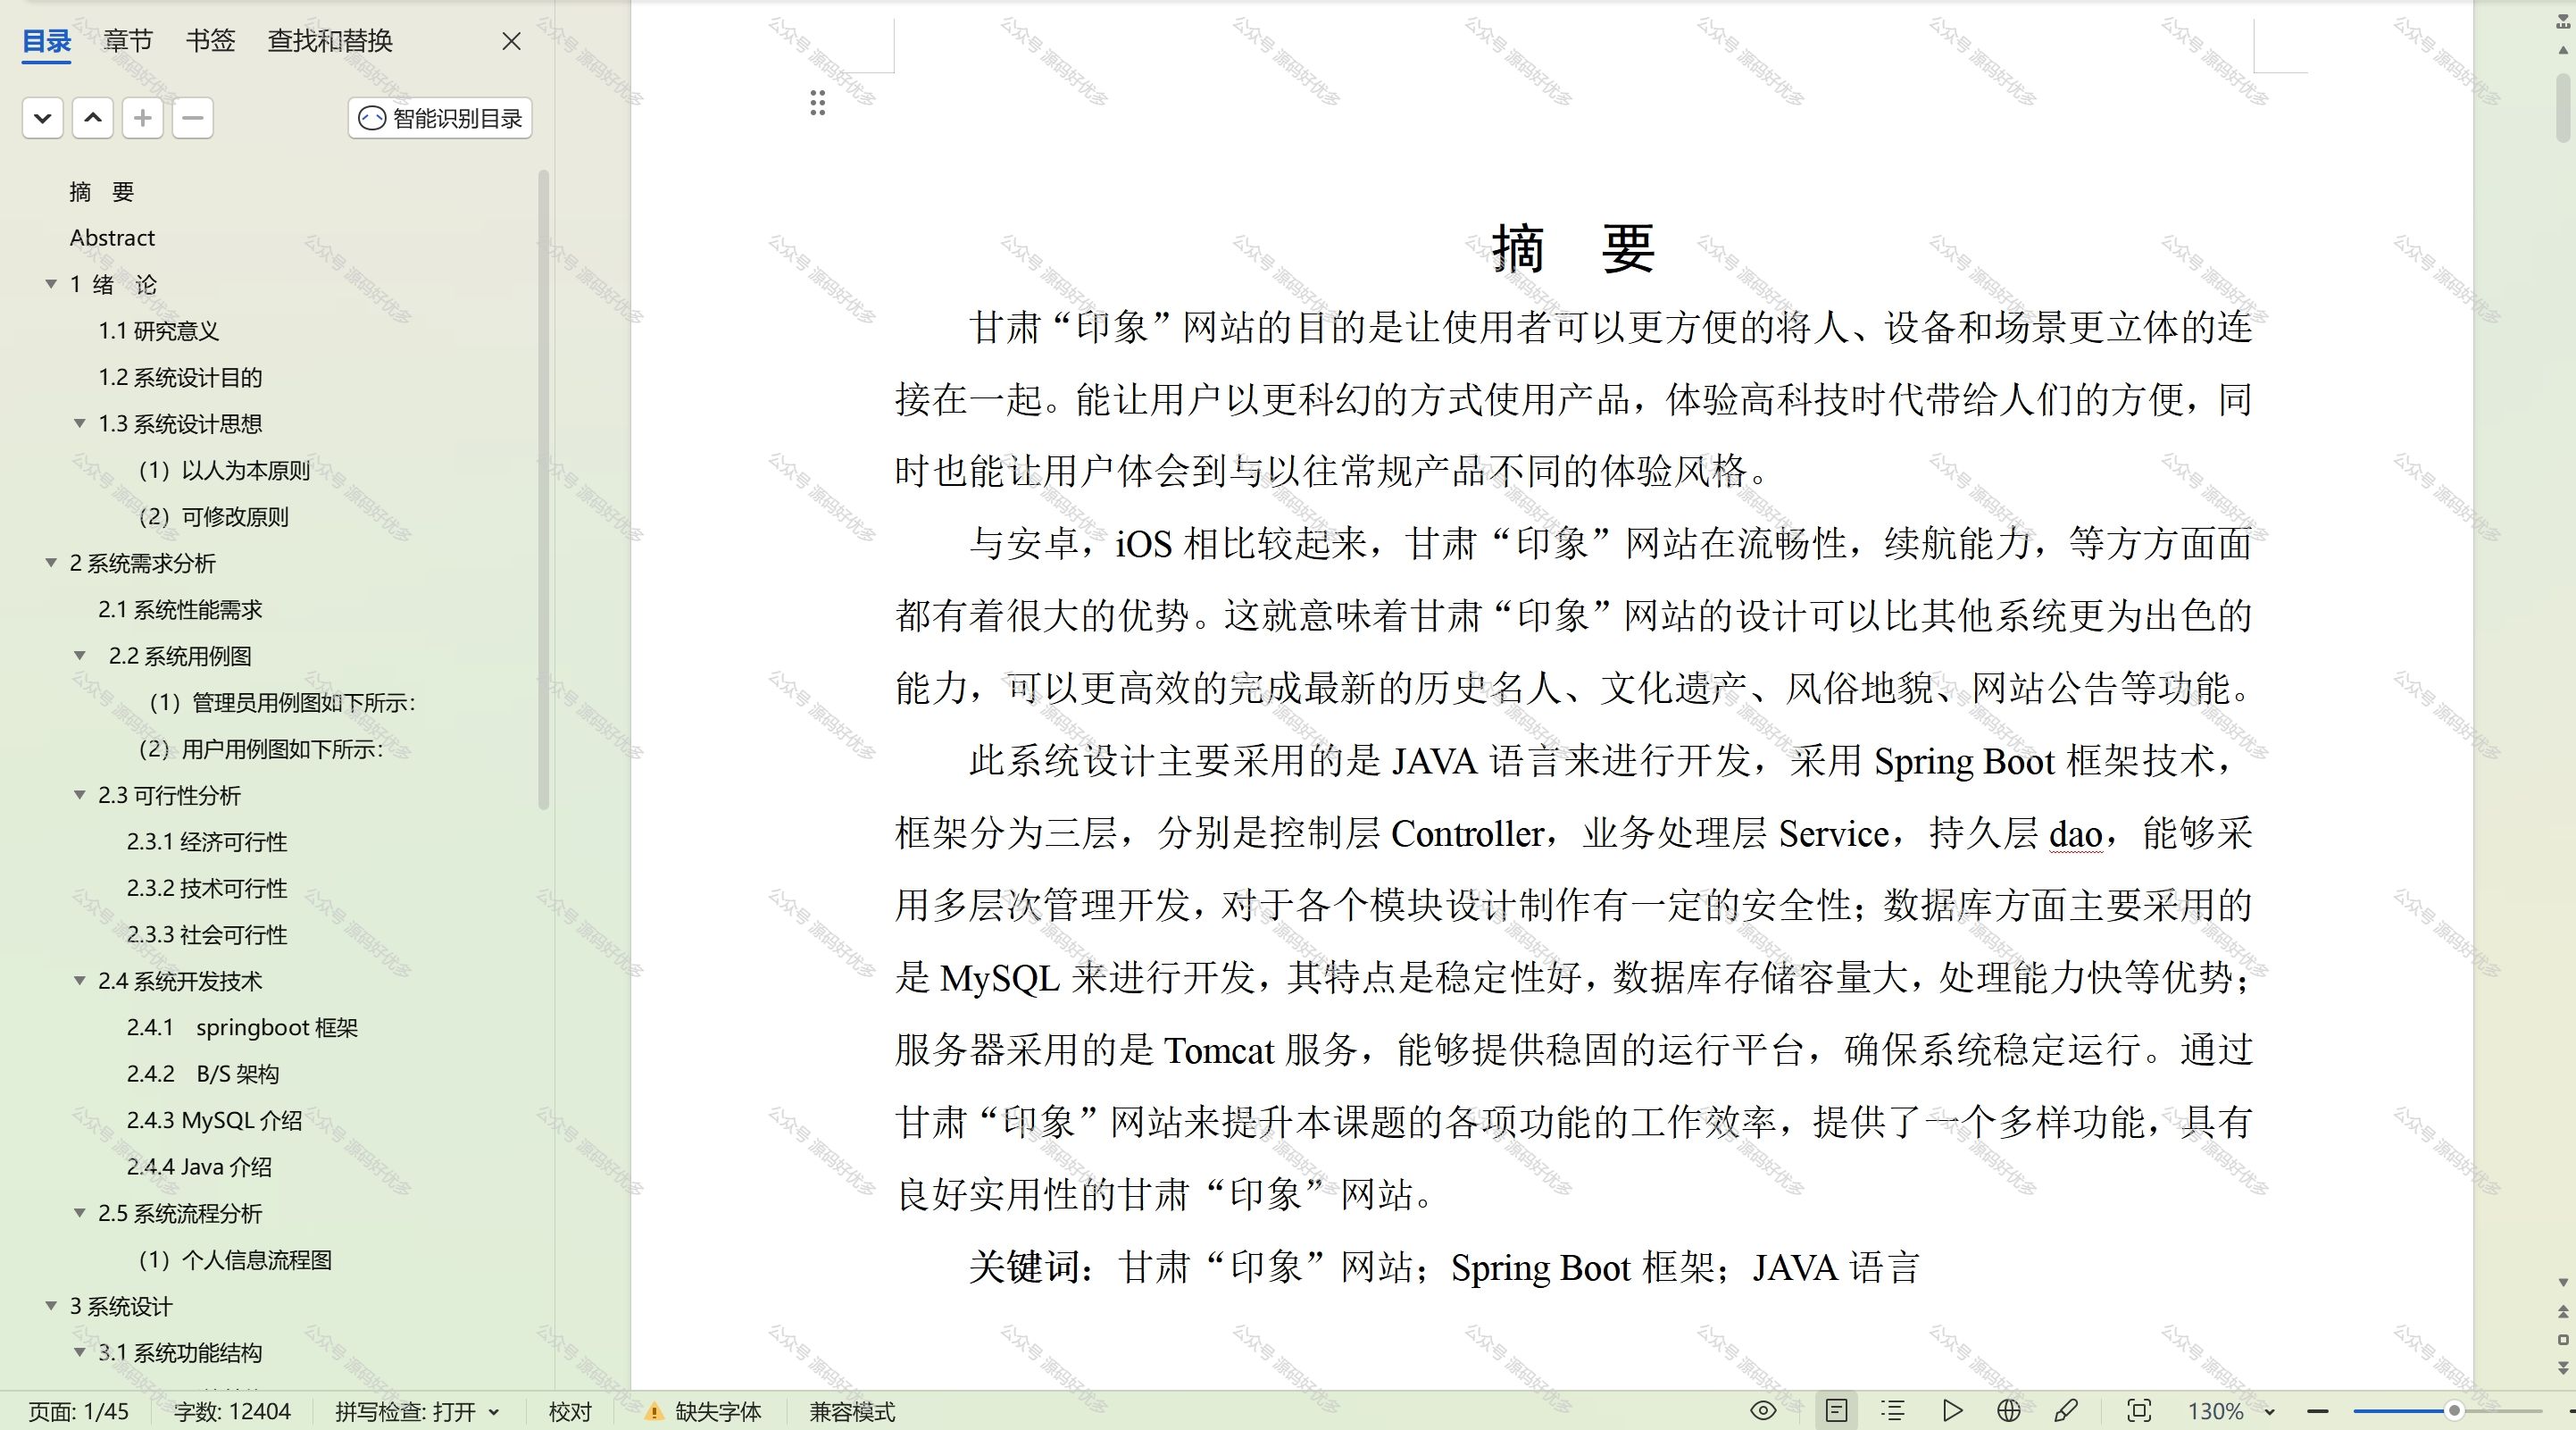 目录 章节 书签 查找和替换
智能识别目录
摘 要
Abstract
1 绪 论
1.1 研究意义
1.2 系统设计目的
1.3 系统设计思想
（1）以人为本原则
（2）可修改原则
2 系统需求分析
2.1 系统性能需求
2.2 系统用例图
（1）管理员用例图如下所示：
（2）用户用例图如下所示：
2.3 可行性分析
2.3.1 经济可行性
2.3.2 技术可行性
2.3.3 社会可行性
2.4 系统开发技术
2.4.1 springboot 框架
2.4.2 B/S 架构
2.4.3 MySQL 介绍
2.4.4 Java 介绍
2.5 系统流程分析
（1）个人信息流程图
3 系统设计
3.1 系统功能结构
摘 要
甘肃“印象”网站的目的是让使用者可以更方便的将人、设备和场景更立体的连
接在一起。能让用户以更科幻的方式使用产品，体验高科技时代带给人们的方便，同
时也能让用户体会到与以往常规产品不同的体验风格。
与安卓，iOS 相比较起来，甘肃“印象”网站在流畅性，续航能力，等方方面面
都有着很大的优势。这就意味着甘肃“印象”网站的设计可以比其他系统更为出色的
能力，可以更高效的完成最新的历史名人、文化遗产、风俗地貌、网站公告等功能。
此系统设计主要采用的是 JAVA 语言来进行开发，采用 Spring Boot 框架技术，
框架分为三层，分别是控制层 Controller，业务处理层 Service，持久层 dao，能够采
用多层次管理开发，对于各个模块设计制作有一定的安全性；数据库方面主要采用的
是 MySQL 来进行开发，其特点是稳定性好，数据库存储容量大，处理能力快等优势；
服务器采用的是 Tomcat 服务，能够提供稳固的运行平台，确保系统稳定运行。通过
甘肃“印象”网站来提升本课题的各项功能的工作效率，提供了一个多样功能，具有
良好实用性的甘肃“印象”网站。
关键词：甘肃“印象”网站；Spring Boot 框架；JAVA 语言
页面: 1/45 字数: 12404 拼写检查: 打开 校对 缺失字体 兼容模式 130%
公众号 源码好优多